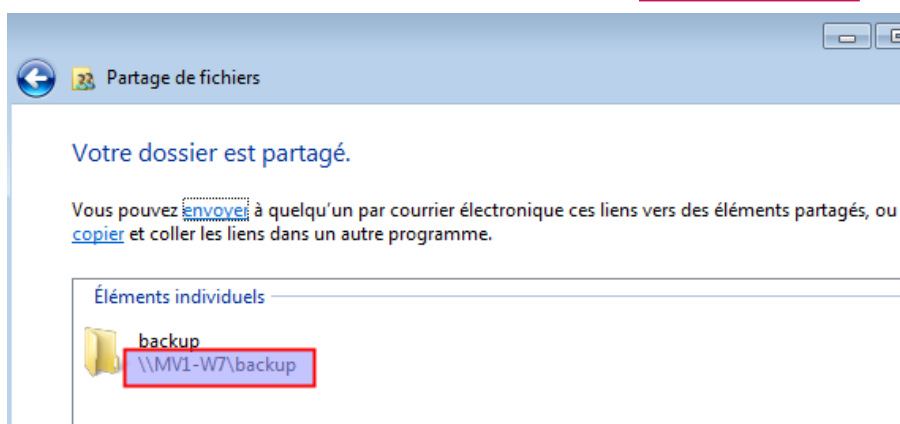 Partage de fichiers
Votre dossier est partagé.
Vous pouvez envoyer à quelqu'un par courrier électronique ces liens vers des éléments partagés, ou
copier et coller les liens dans un autre programme.
Éléments individuels
backup
\\MV1-W7\backup